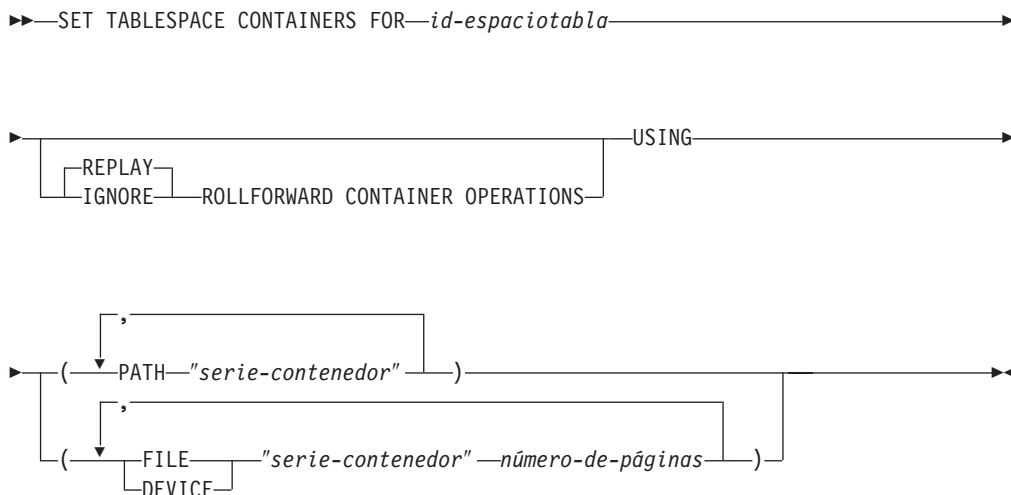 SET TABLESPACE CONTAINERS FOR id-espaciotabla
USING
REPLAY
IGNORE ROLLFORWARD CONTAINER OPERATIONS
,
( PATH "serie-contenedor" )
,
( FILE "serie-contenedor" número-de-páginas )
DEVICE